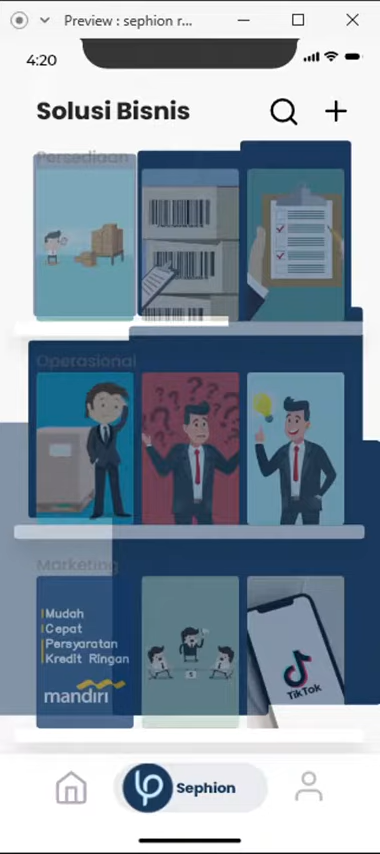 Preview : sephion r...
4:20
Solusi Bisnis
Persediaan
Operasional
Marketing
Mudah
Cepat
Persyaratan
Kredit Ringan
mandiri
TikTok
Sephion